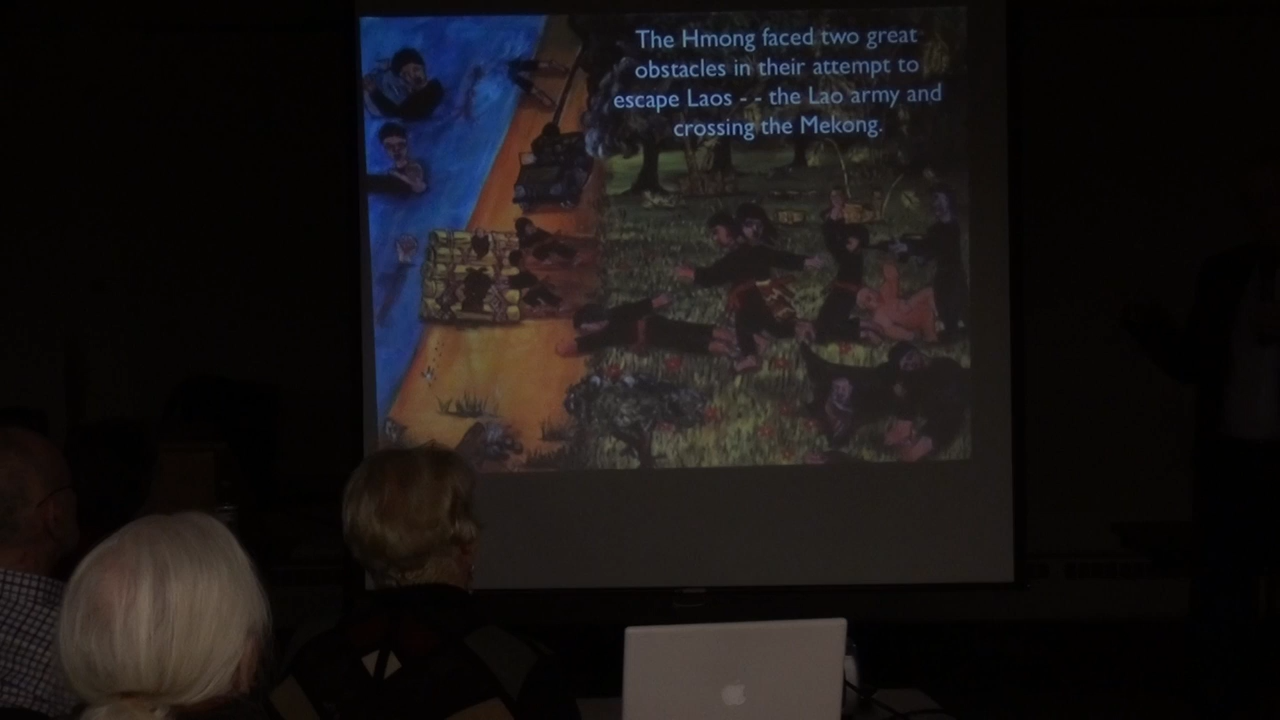 The Hmong faced two great
obstacles in their attempt to
escape Laos - - the Lao army and
crossing the Mekong.